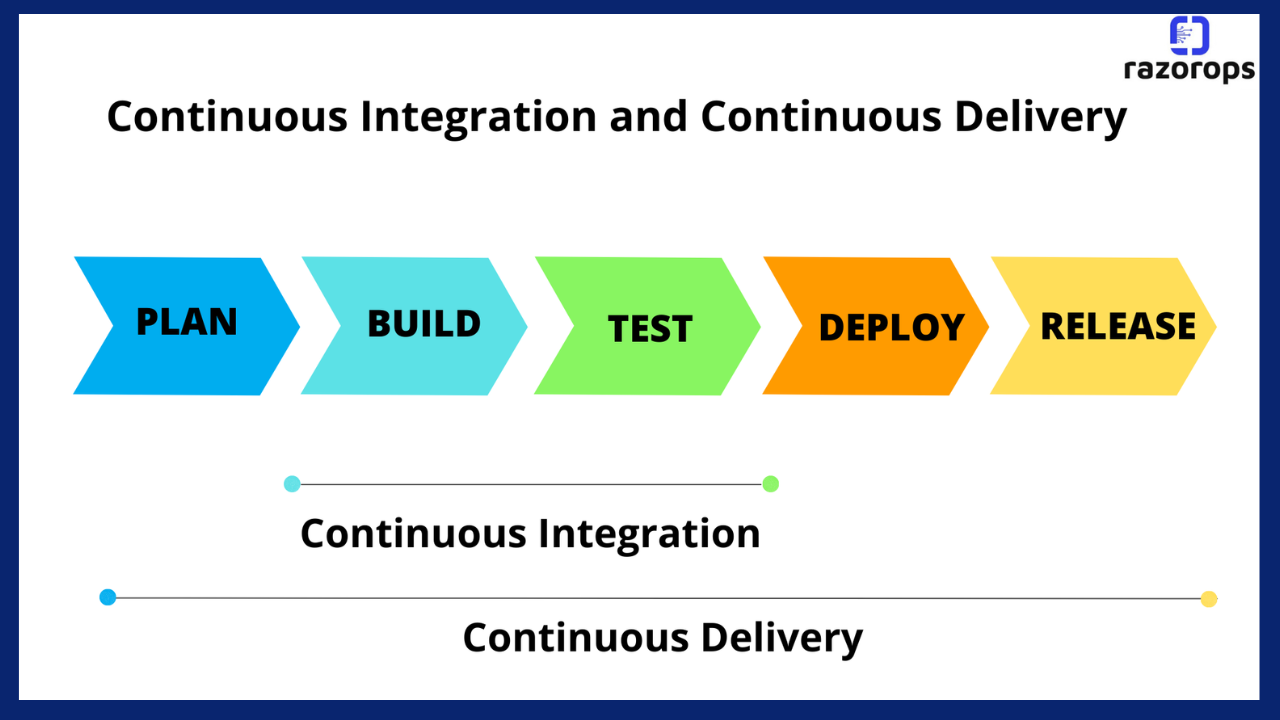 razorops
Continuous Integration and Continuous Delivery
PLAN
BUILD
TEST
DEPLOY
RELEASE
Continuous Integration
Continuous Delivery